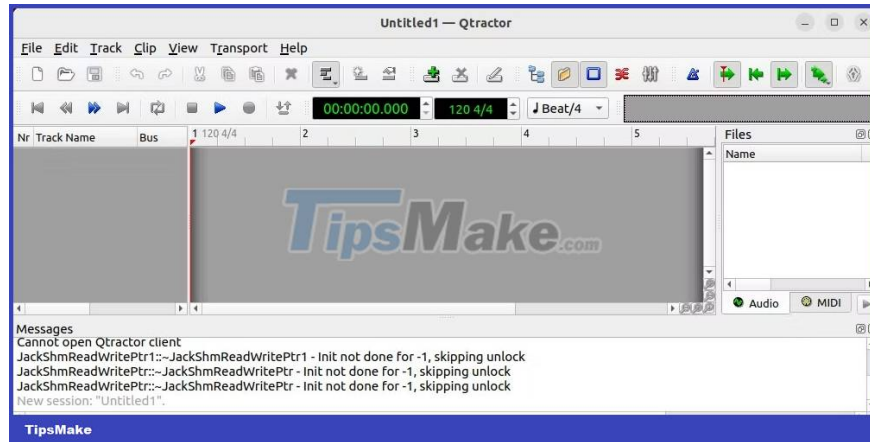 Untitled1 — Qtractor
File Edit Track Clip View Transport Help
00:00:00.000 120 4/4 Beat/4
Nr Track Name Bus 1 120 4/4 2 3 4 5 Files
Name
TipsMake.com
Audio MIDI
Messages
Cannot open Qtractor client
JackShmReadWritePtr1::~JackShmReadWritePtr1 - Init not done for -1, skipping unlock
JackShmReadWritePtr::~JackShmReadWritePtr - Init not done for -1, skipping unlock
JackShmReadWritePtr::~JackShmReadWritePtr - Init not done for -1, skipping unlock
New session: "Untitled1".
TipsMake